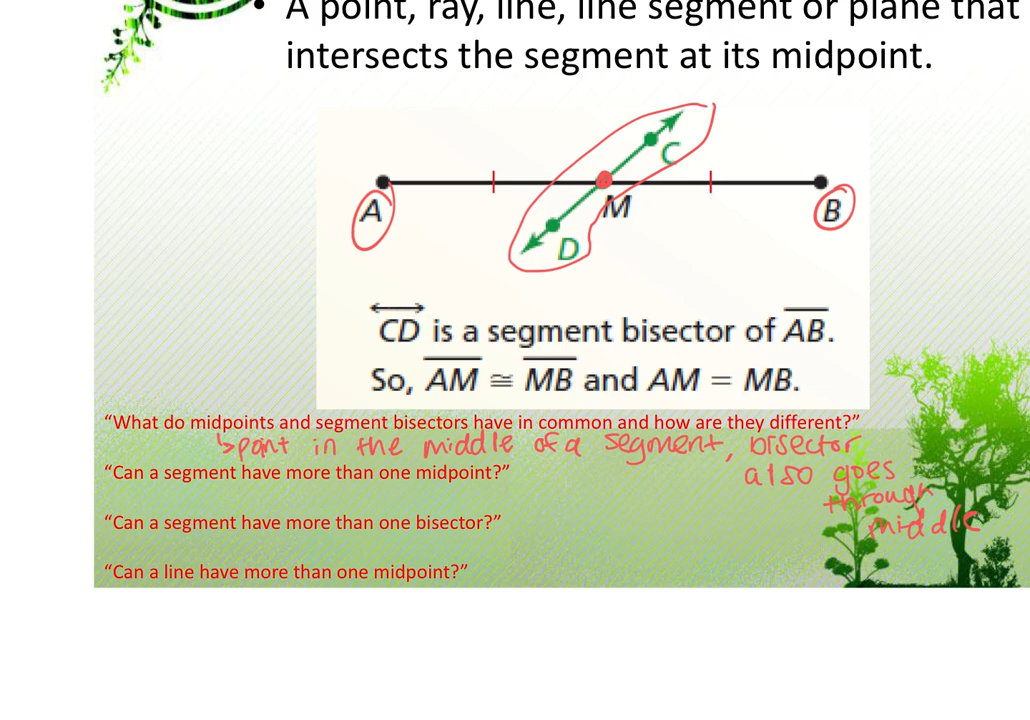 • A point, ray, line, line segment or plane that
intersects the segment at its midpoint.
C
A
M
B
D
CD is a segment bisector of AB.
So, AM ≅ MB and AM = MB.
“What do midpoints and segment bisectors have in common and how are they different?”
↳ point in the middle of a segment, bisector
also goes
through
middle
“Can a segment have more than one midpoint?”
“Can a segment have more than one bisector?”
“Can a line have more than one midpoint?”